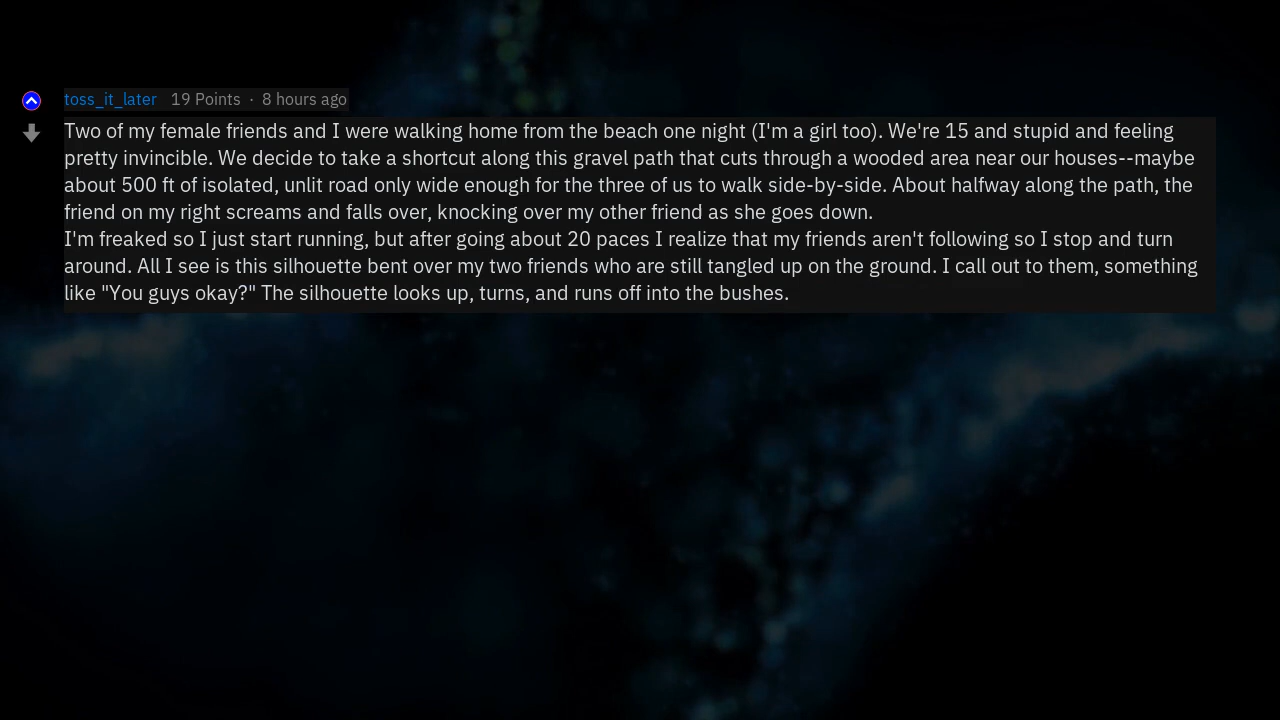 toss_it_later 19 Points · 8 hours ago
Two of my female friends and I were walking home from the beach one night (I'm a girl too). We're 15 and stupid and feeling
pretty invincible. We decide to take a shortcut along this gravel path that cuts through a wooded area near our houses--maybe
about 500 ft of isolated, unlit road only wide enough for the three of us to walk side-by-side. About halfway along the path, the
friend on my right screams and falls over, knocking over my other friend as she goes down.
I'm freaked so I just start running, but after going about 20 paces I realize that my friends aren't following so I stop and turn
around. All I see is this silhouette bent over my two friends who are still tangled up on the ground. I call out to them, something
like "You guys okay?" The silhouette looks up, turns, and runs off into the bushes.